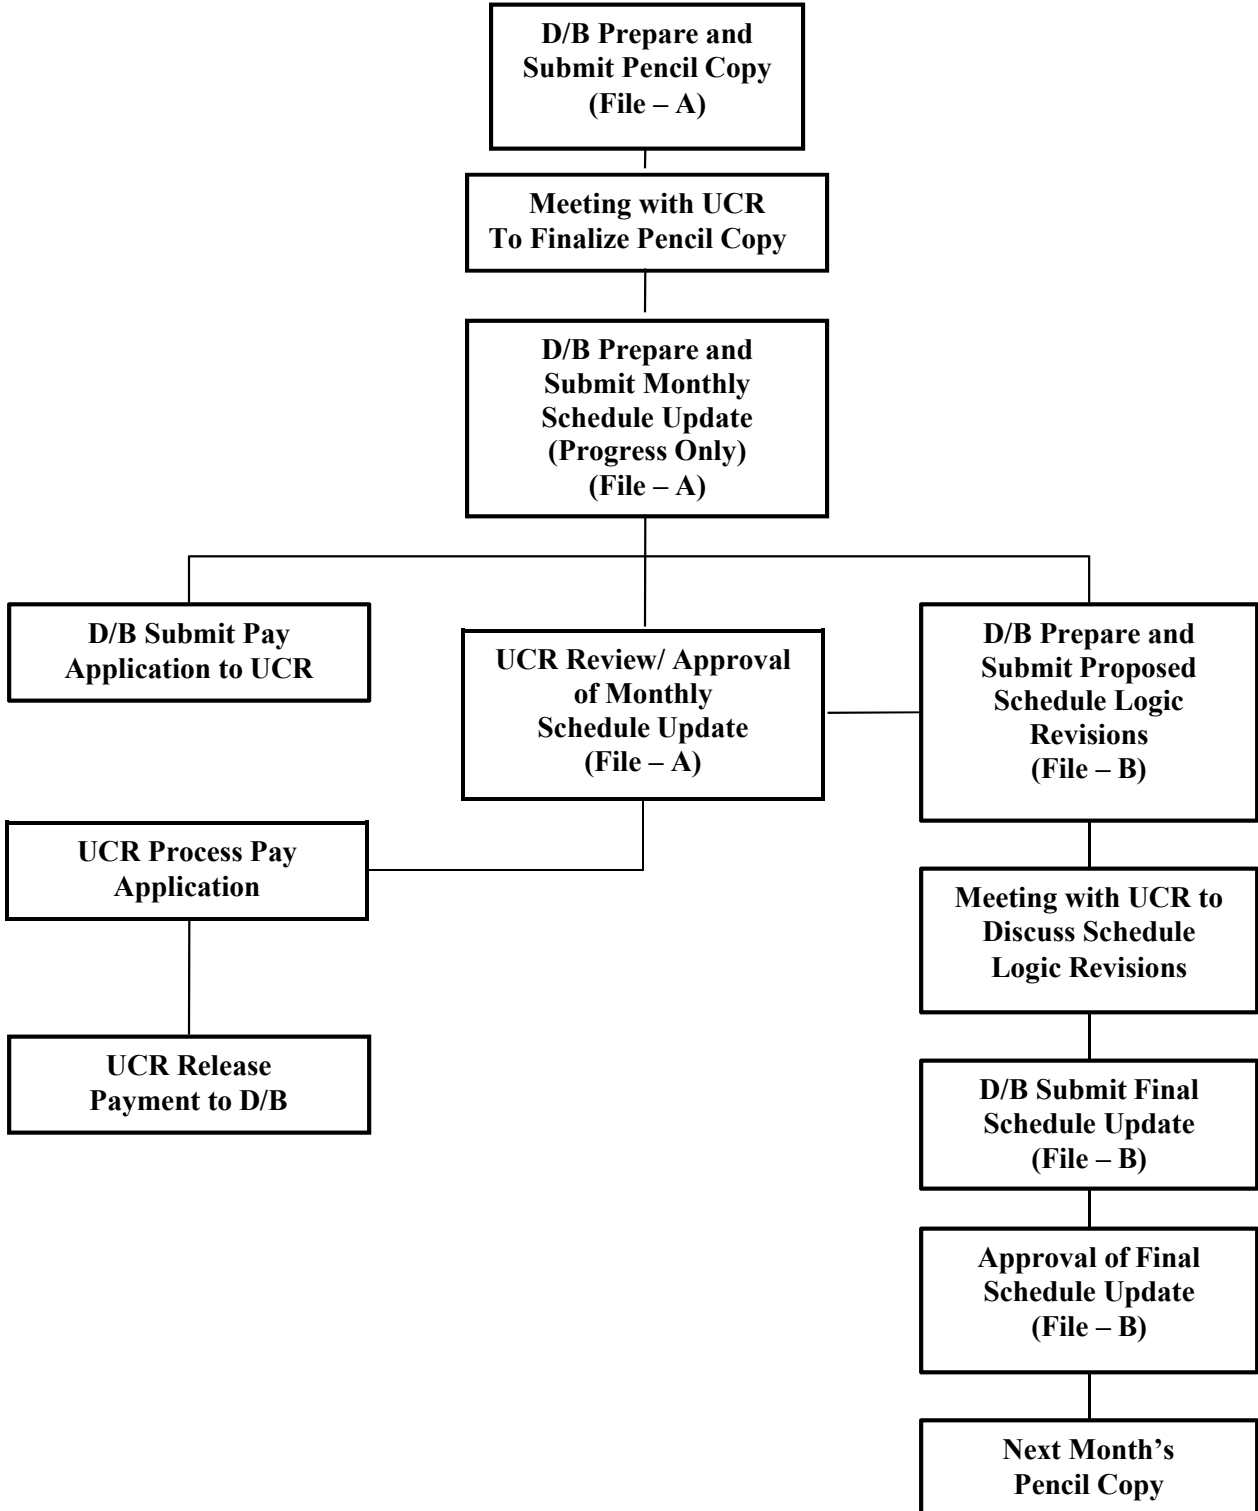 D/B Prepare and
Submit Pencil Copy
(File – A)
Meeting with UCR
To Finalize Pencil Copy
D/B Prepare and
Submit Monthly
Schedule Update
(Progress Only)
(File – A)
D/B Submit Pay
Application to UCR
UCR Review/ Approval
of Monthly
Schedule Update
(File – A)
D/B Prepare and
Submit Proposed
Schedule Logic
Revisions
(File – B)
UCR Process Pay
Application
Meeting with UCR to
Discuss Schedule
Logic Revisions
UCR Release
Payment to D/B
D/B Submit Final
Schedule Update
(File – B)
Approval of Final
Schedule Update
(File – B)
Next Month’s
Pencil Copy